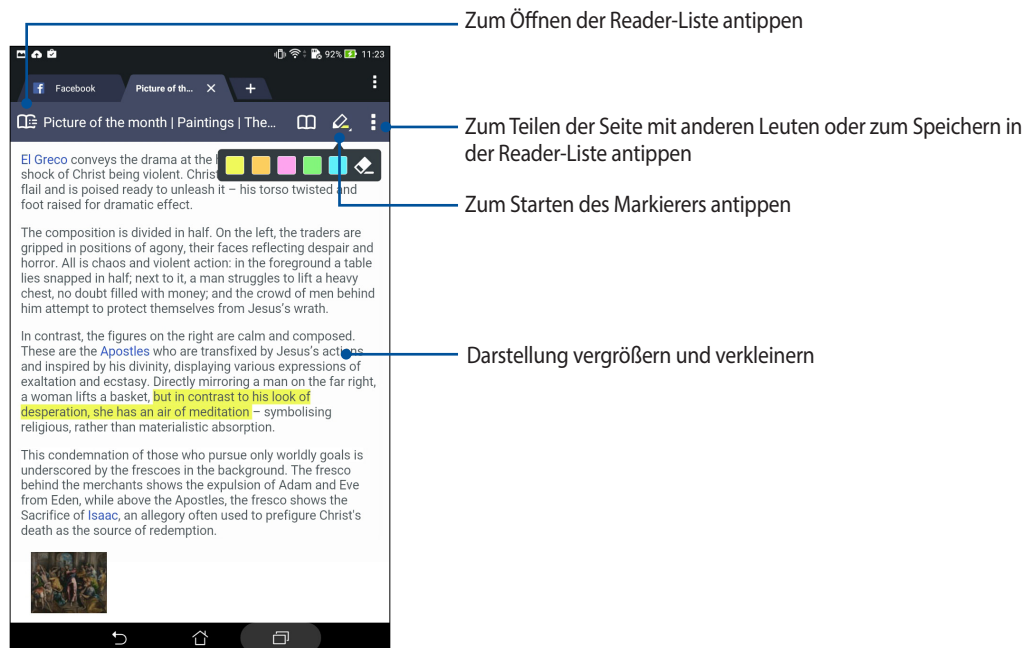 Zum Öffnen der Reader-Liste antippen
92% 11:23
Facebook Picture of th...
Picture of the month | Paintings | The...
Zum Teilen der Seite mit anderen Leuten oder zum Speichern in
der Reader-Liste antippen
Zum Starten des Markierers antippen
El Greco conveys the drama at the
shock of Christ being violent. Christ
flail and is poised ready to unleash it – his torso twisted and
foot raised for dramatic effect.
The composition is divided in half. On the left, the traders are
gripped in positions of agony, their faces reflecting despair and
horror. All is chaos and violent action: in the foreground a table
lies snapped in half; next to it, a man struggles to lift a heavy
chest, no doubt filled with money; and the crowd of men behind
him attempt to protect themselves from Jesus's wrath.
In contrast, the figures on the right are calm and composed.
These are the Apostles who are transfixed by Jesus's actions
and inspired by his divinity, displaying various expressions of
exaltation and ecstasy. Directly mirroring a man on the far right,
a woman lifts a basket, but in contrast to his look of
desperation, she has an air of meditation – symbolising
religious, rather than materialistic absorption.
Darstellung vergrößern und verkleinern
This condemnation of those who pursue only worldly goals is
underscored by the frescoes in the background. The fresco
behind the merchants shows the expulsion of Adam and Eve
from Eden, while above the Apostles, the fresco shows the
Sacrifice of Isaac, an allegory often used to prefigure Christ's
death as the source of redemption.